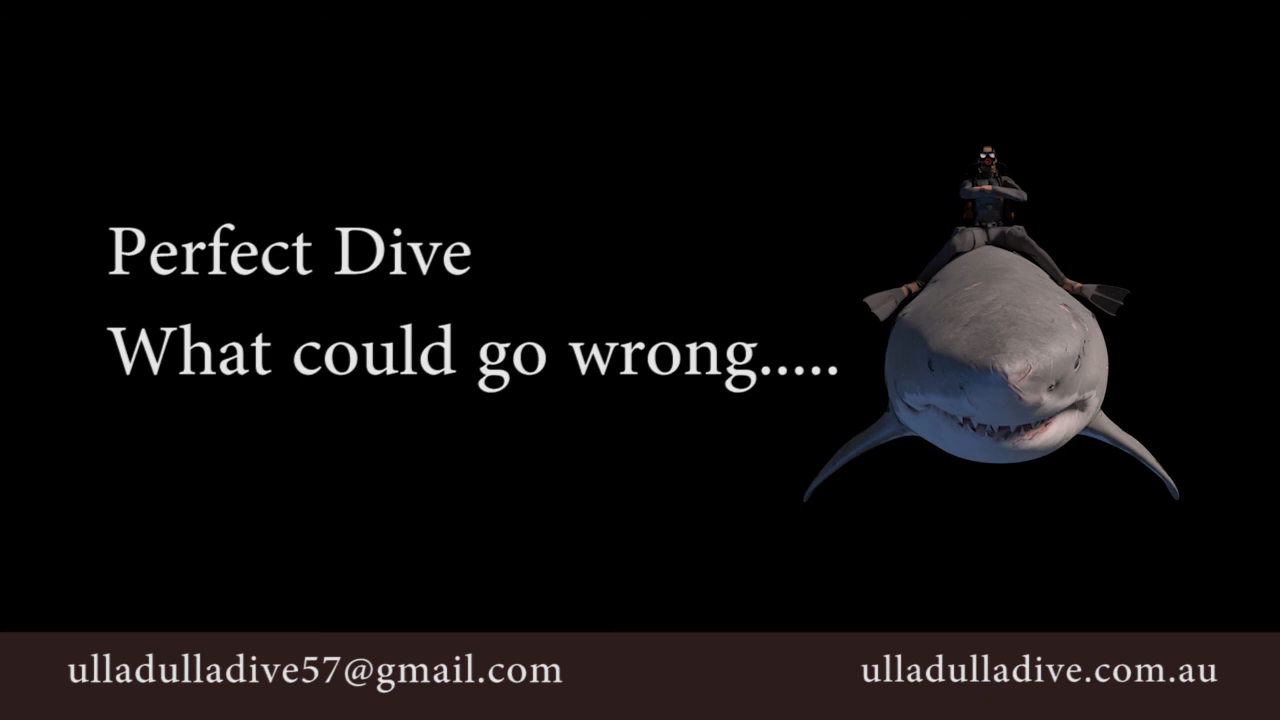 Perfect Dive
What could go wrong.....
ulladulladive57@gmail.com
ulladulladive.com.au